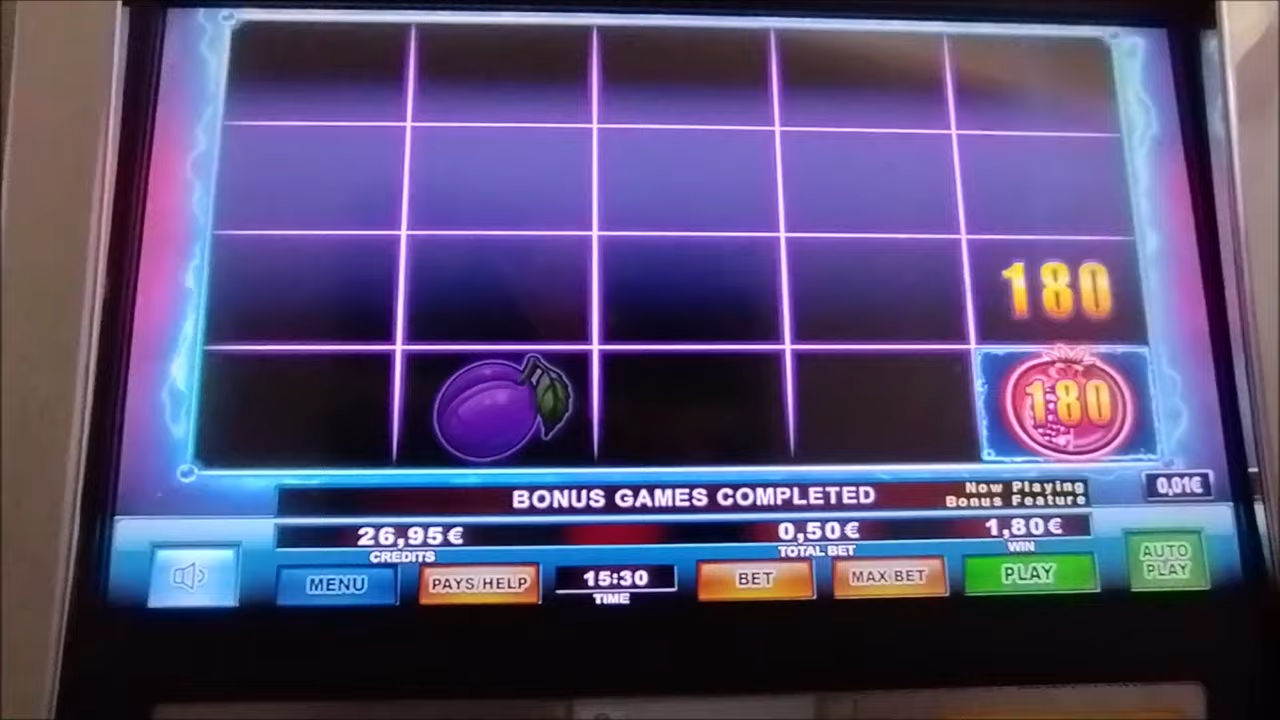 180
180
BONUS GAMES COMPLETED
Now Playing
Bonus Feature
0,01€
26,95€
CREDITS
0,50€
TOTAL BET
1,80€
WIN
MENU
PAYS/HELP
15:30
TIME
BET
MAX BET
PLAY
AUTO
PLAY